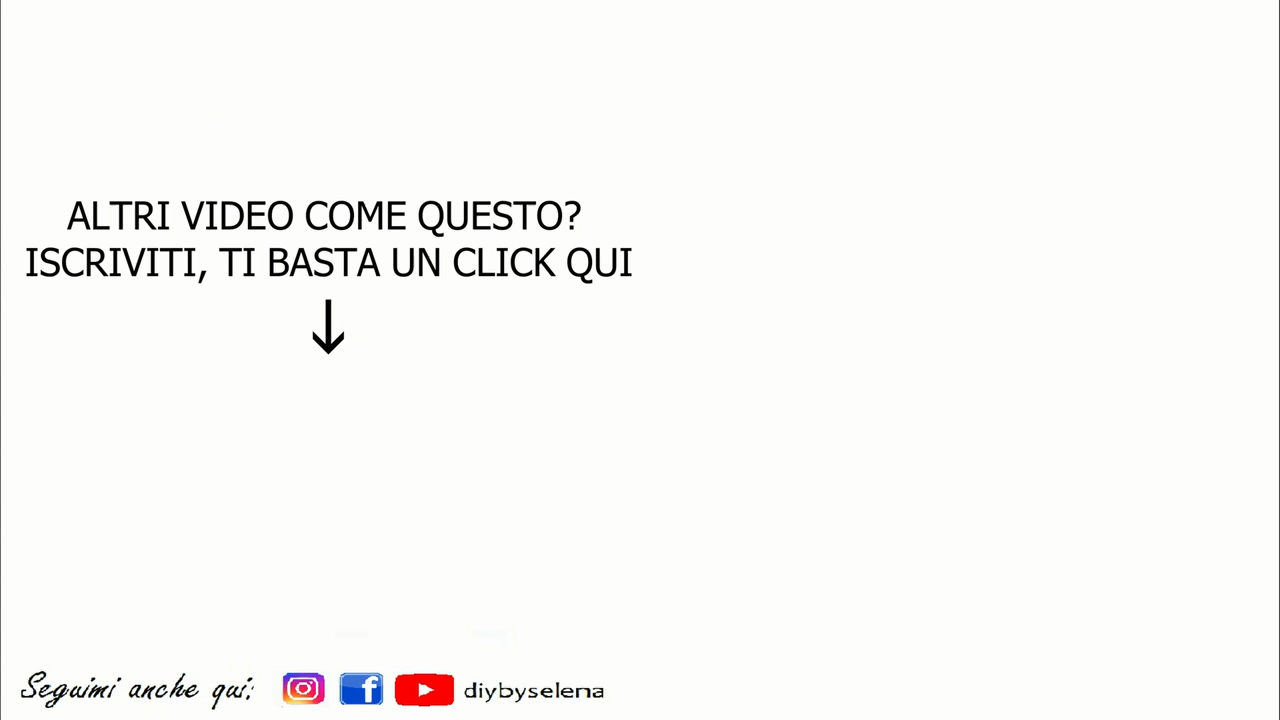 ALTRI VIDEO COME QUESTO?
ISCRIVITI, TI BASTA UN CLICK QUI
Seguimi anche qui: diybyselena